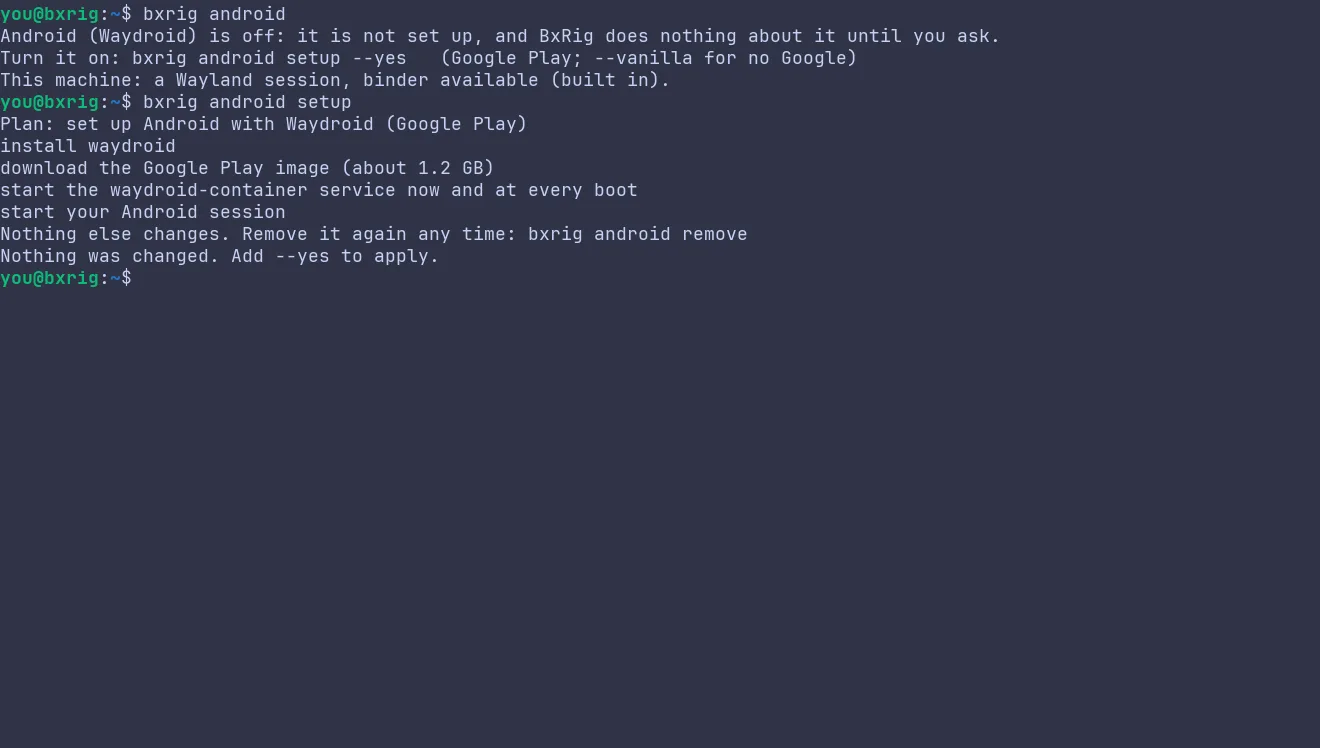 you@bxrig:~$ bxrig android
Android (Waydroid) is off: it is not set up, and BxRig does nothing about it until you ask.
Turn it on: bxrig android setup --yes   (Google Play; --vanilla for no Google)
This machine: a Wayland session, binder available (built in).
you@bxrig:~$ bxrig android setup
Plan: set up Android with Waydroid (Google Play)
install waydroid
download the Google Play image (about 1.2 GB)
start the waydroid-container service now and at every boot
start your Android session
Nothing else changes. Remove it again any time: bxrig android remove
Nothing was changed. Add --yes to apply.
you@bxrig:~$